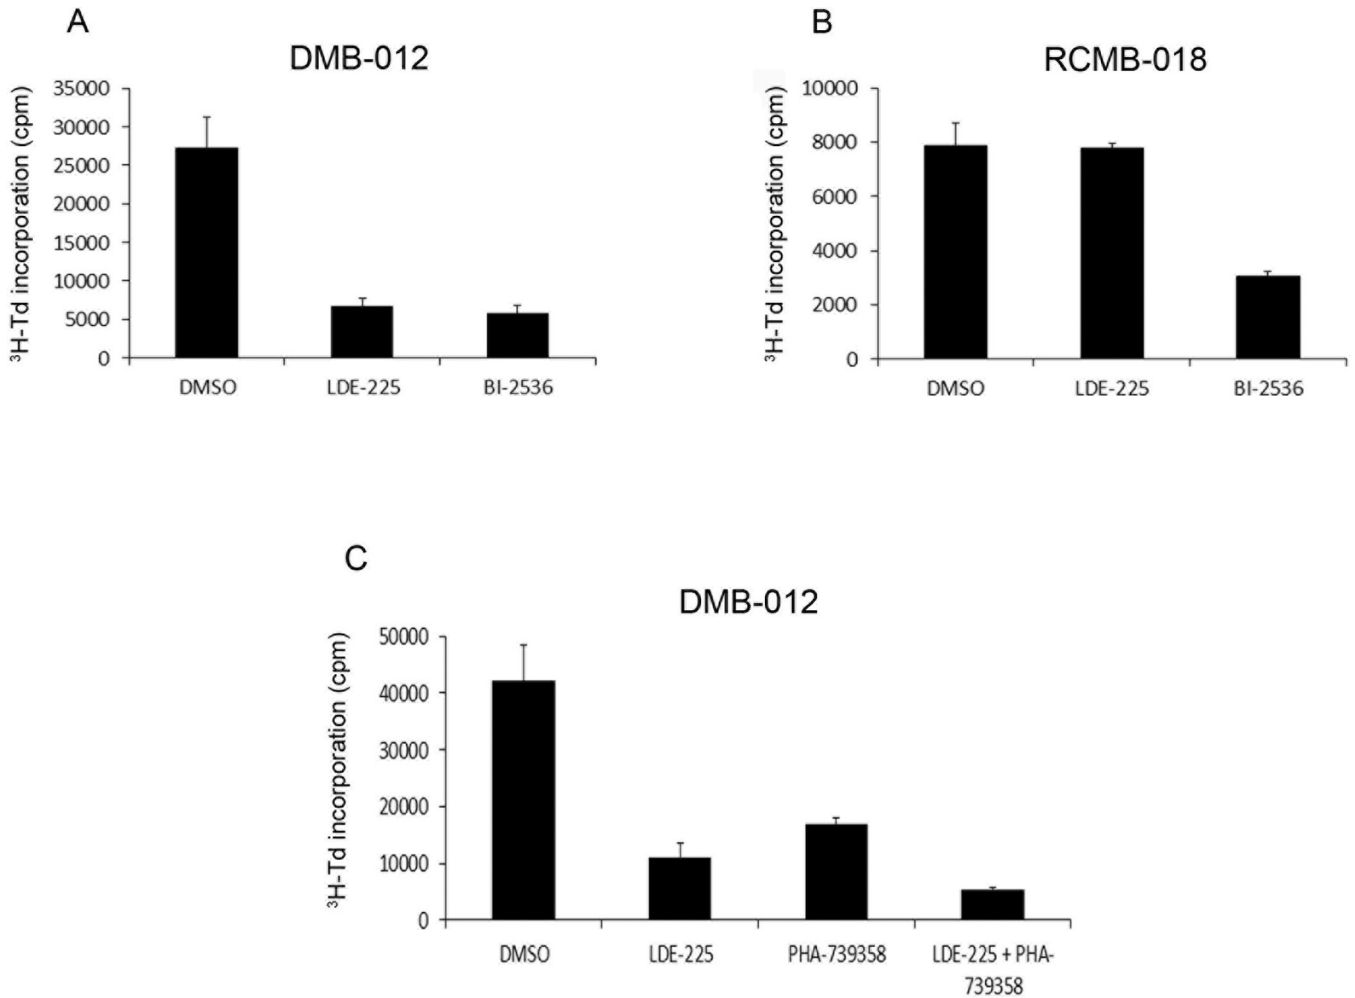 A
DMB-012
³H-Td incorporation (cpm)
35000
30000
25000
20000
15000
10000
5000
0
DMSO LDE-225 BI-2536
B
RCMB-018
³H-Td incorporation (cpm)
10000
8000
6000
4000
2000
0
DMSO LDE-225 BI-2536
C
DMB-012
³H-Td incorporation (cpm)
50000
40000
30000
20000
10000
0
DMSO LDE-225 PHA-739358 LDE-225 + PHA-
739358